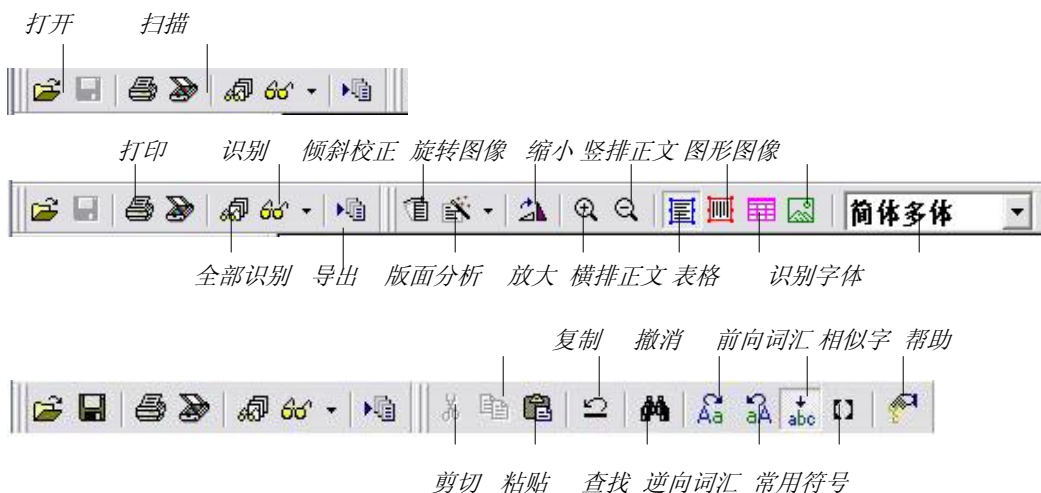 打开 扫描
打印 识别 倾斜校正 旋转图像 缩小 竖排正文 图形图像
简体多体
全部识别 导出 版面分析 放大 横排正文 表格 识别字体
复制 撤消 前向词汇 相似字 帮助
Aa aA abc
剪切 粘贴 查找 逆向词汇 常用符号